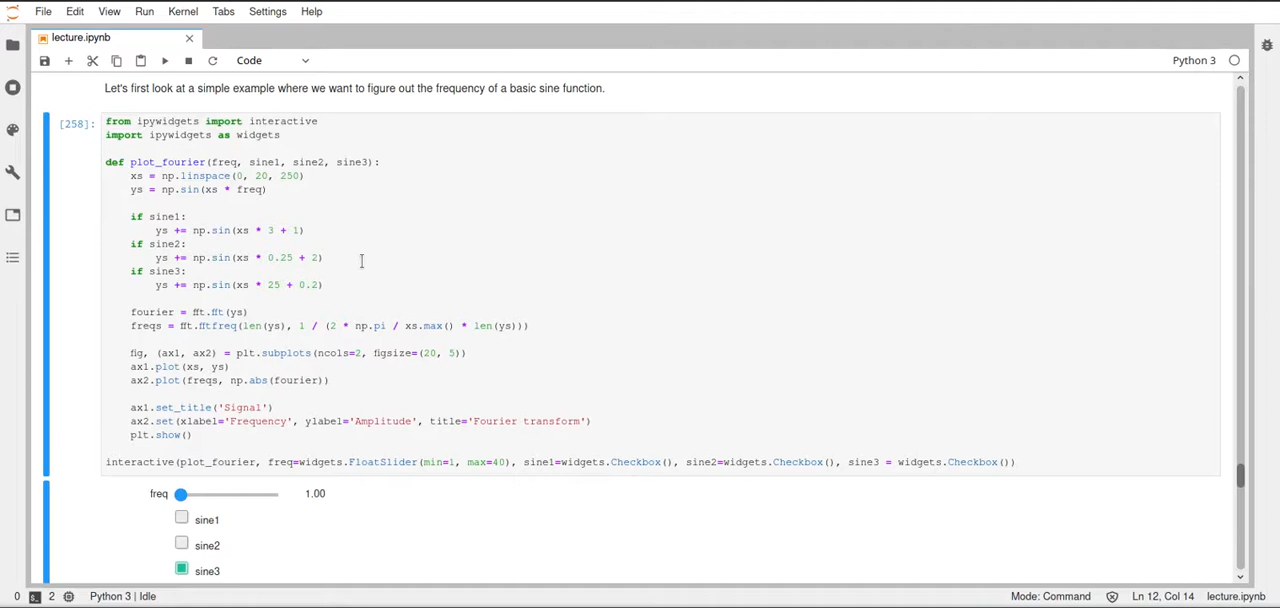 File Edit View Run Kernel Tabs Settings Help
lecture.ipynb
Code
Python 3
Let's first look at a simple example where we want to figure out the frequency of a basic sine function.
[258]:
from ipywidgets import interactive
import ipywidgets as widgets
def plot_fourier(freq, sine1, sine2, sine3):
xs = np.linspace(0, 20, 250)
ys = np.sin(xs * freq)
if sine1:
ys += np.sin(xs * 3 + 1)
if sine2:
ys += np.sin(xs * 0.25 + 2)
if sine3:
ys += np.sin(xs * 25 + 0.2)
fourier = fft.fft(ys)
freqs = fft.fftfreq(len(ys), 1 / (2 * np.pi / xs.max() * len(ys)))
fig, (ax1, ax2) = plt.subplots(ncols=2, figsize=(20, 5))
ax1.plot(xs, ys)
ax2.plot(freqs, np.abs(fourier))
ax1.set_title('Signal')
ax2.set(xlabel='Frequency', ylabel='Amplitude', title='Fourier transform')
plt.show()
interactive(plot_fourier, freq=widgets.FloatSlider(min=1, max=40), sine1=widgets.Checkbox(), sine2=widgets.Checkbox(), sine3 = widgets.Checkbox())
freq 1.00
sine1
sine2
sine3
0 2 Python 3 | Idle Mode: Command Ln 12, Col 14 lecture.ipynb